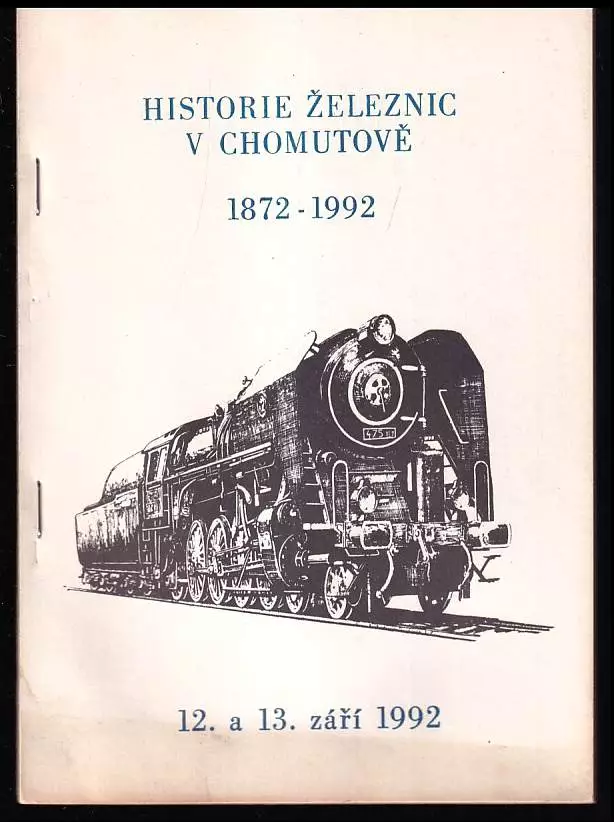 HISTORIE ŽELEZNIC
V CHOMUTOVĚ
1872 - 1992
12. a 13. září 1992